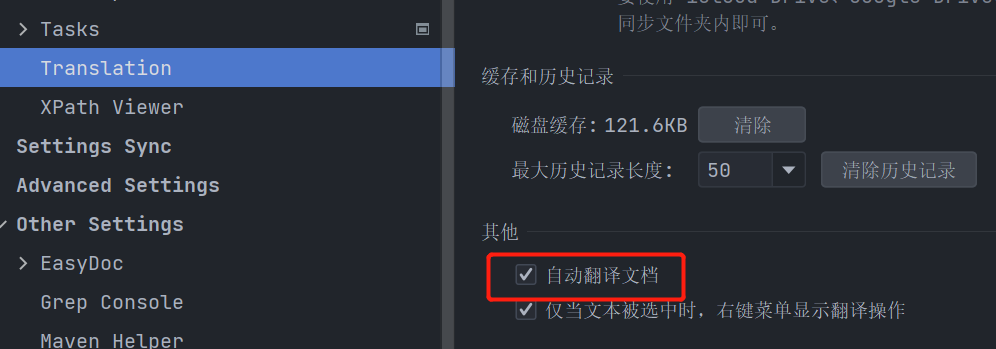 Tasks
Translation
XPath Viewer
Settings Sync
Advanced Settings
Other Settings
EasyDoc
Grep Console
Maven Helper
同步文件夹内即可。
缓存和历史记录
磁盘缓存: 121.6KB 清除
最大历史记录长度: 50 清除历史记录
其他
自动翻译文档
仅当文本被选中时，右键菜单显示翻译操作